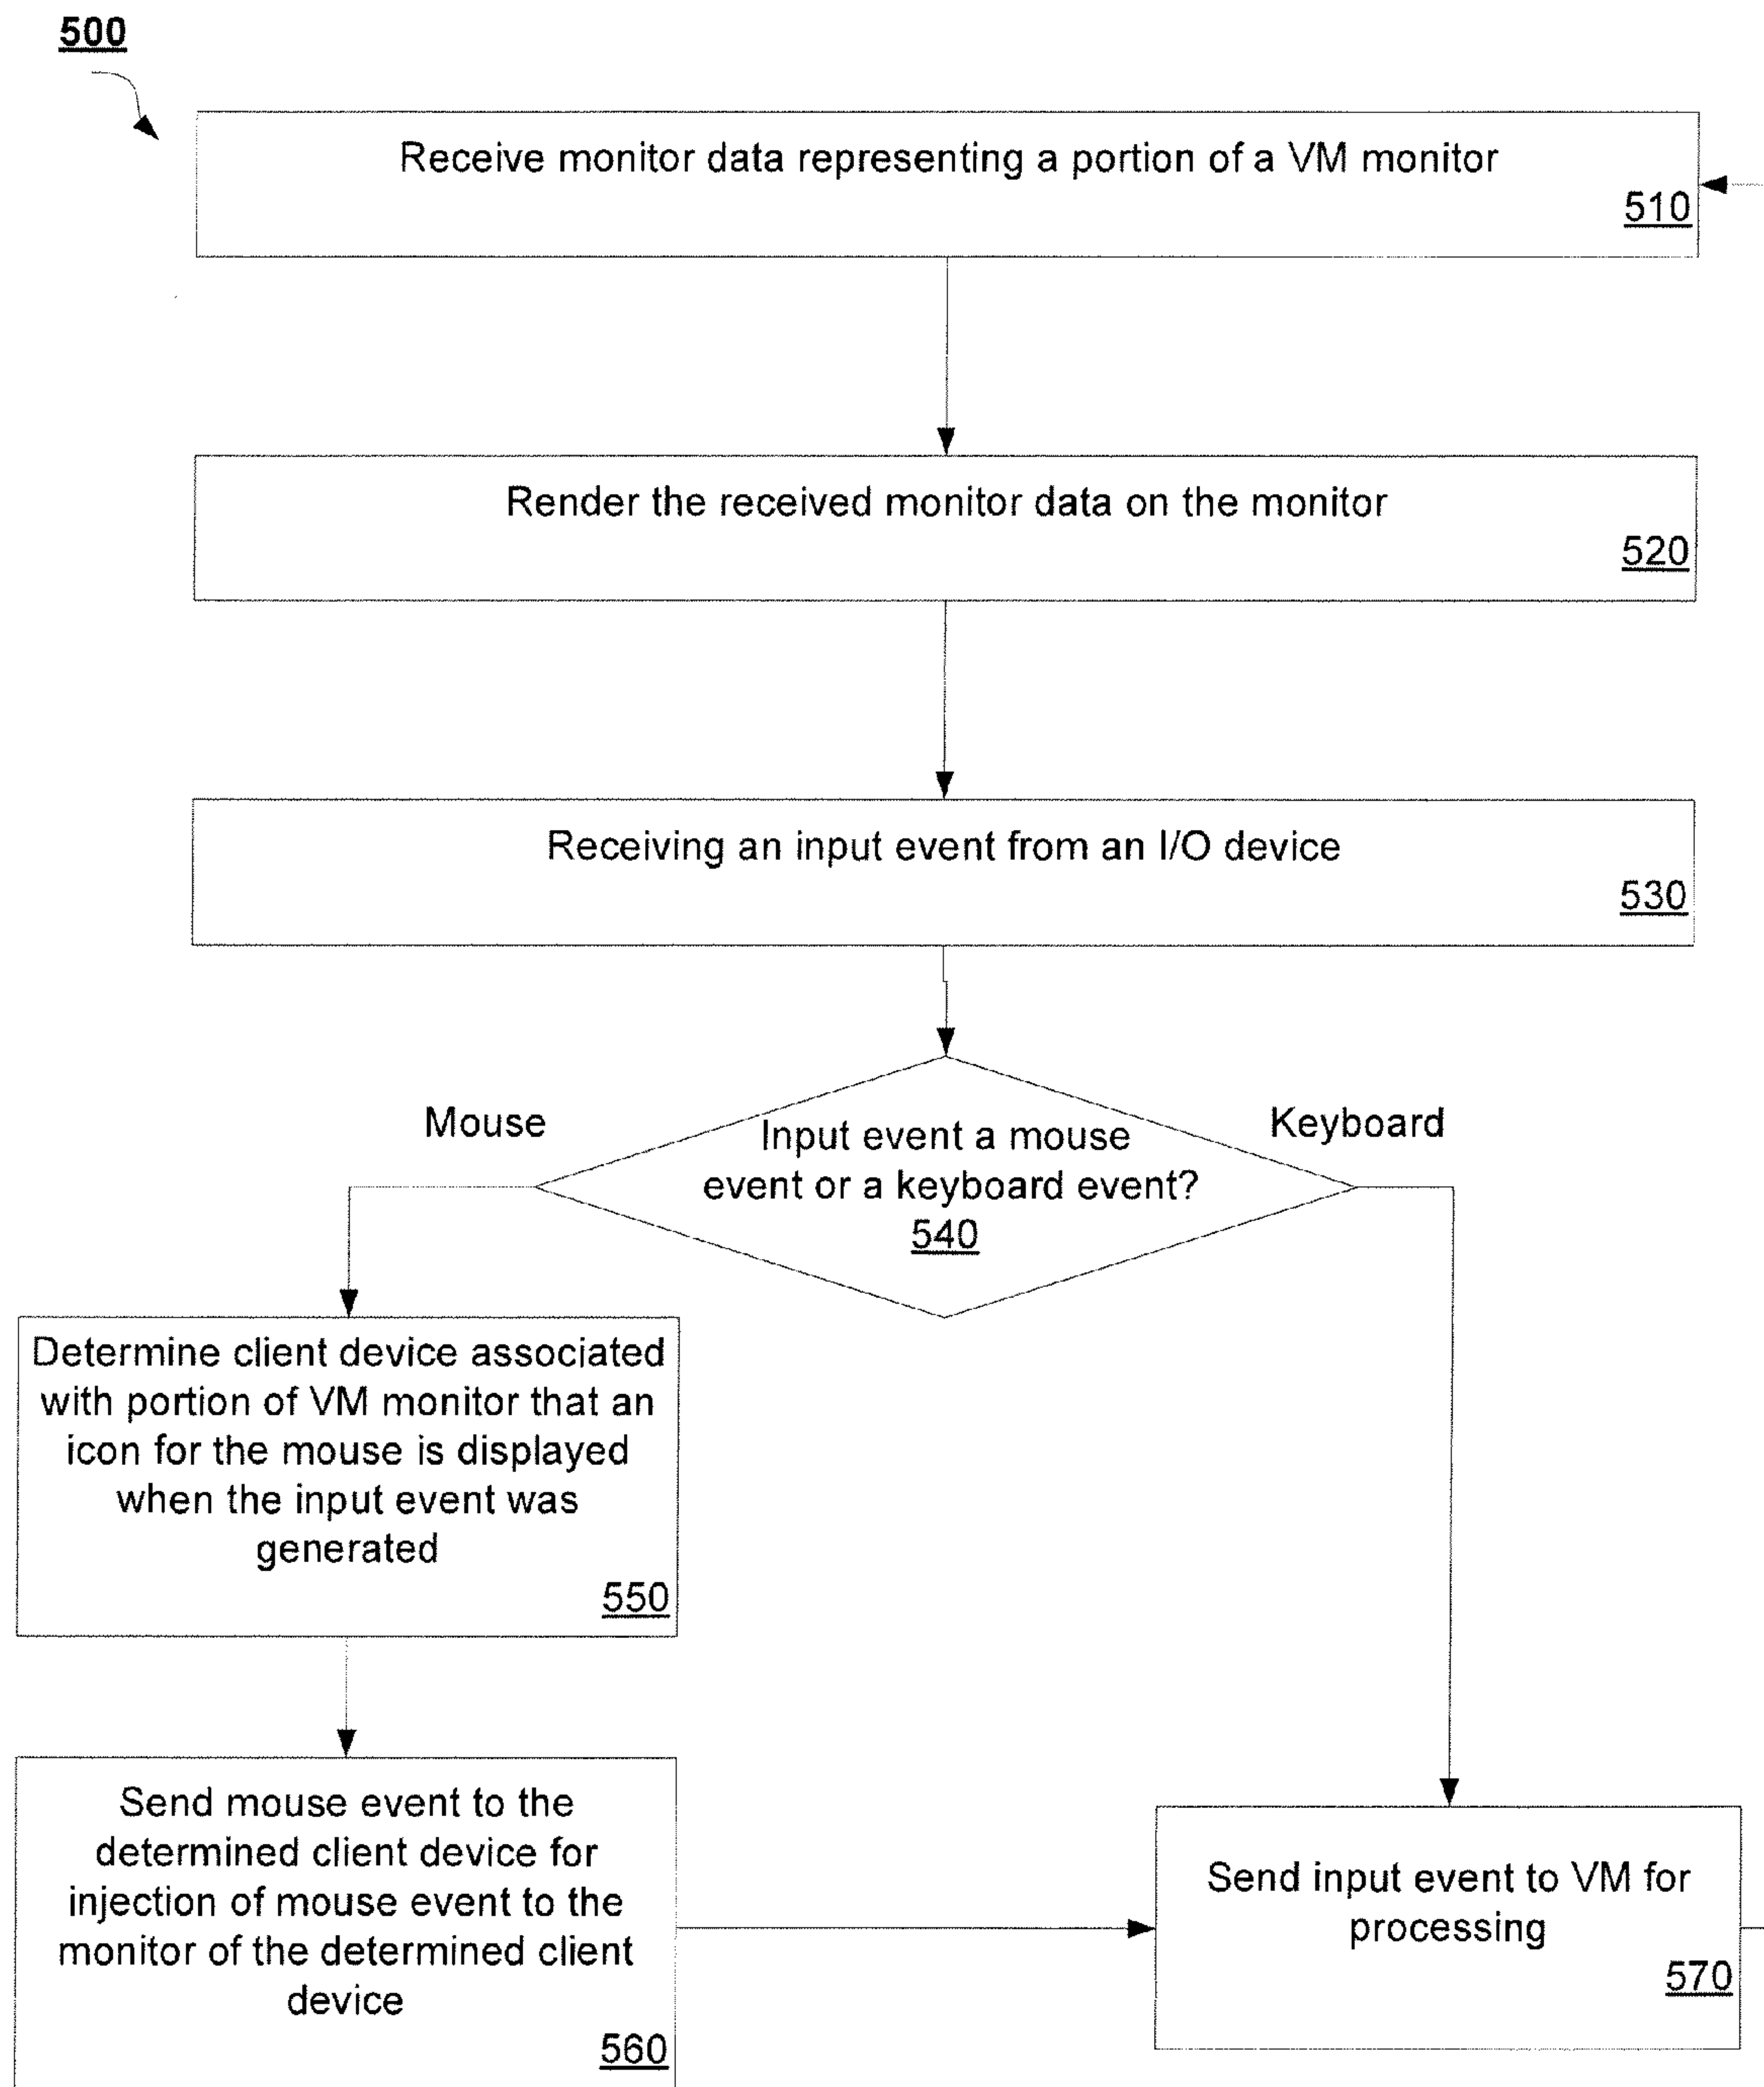 500
Receive monitor data representing a portion of a VM monitor
510
Render the received monitor data on the monitor
520
Receiving an input event from an I/O device
530
Mouse
Keyboard
Input event a mouse
event or a keyboard event?
540
Determine client device associated
with portion of VM monitor that an
icon for the mouse is displayed
when the input event was
generated
550
Send mouse event to the
determined client device for
injection of mouse event to the
monitor of the determined client
device
560
Send input event to VM for
processing
570